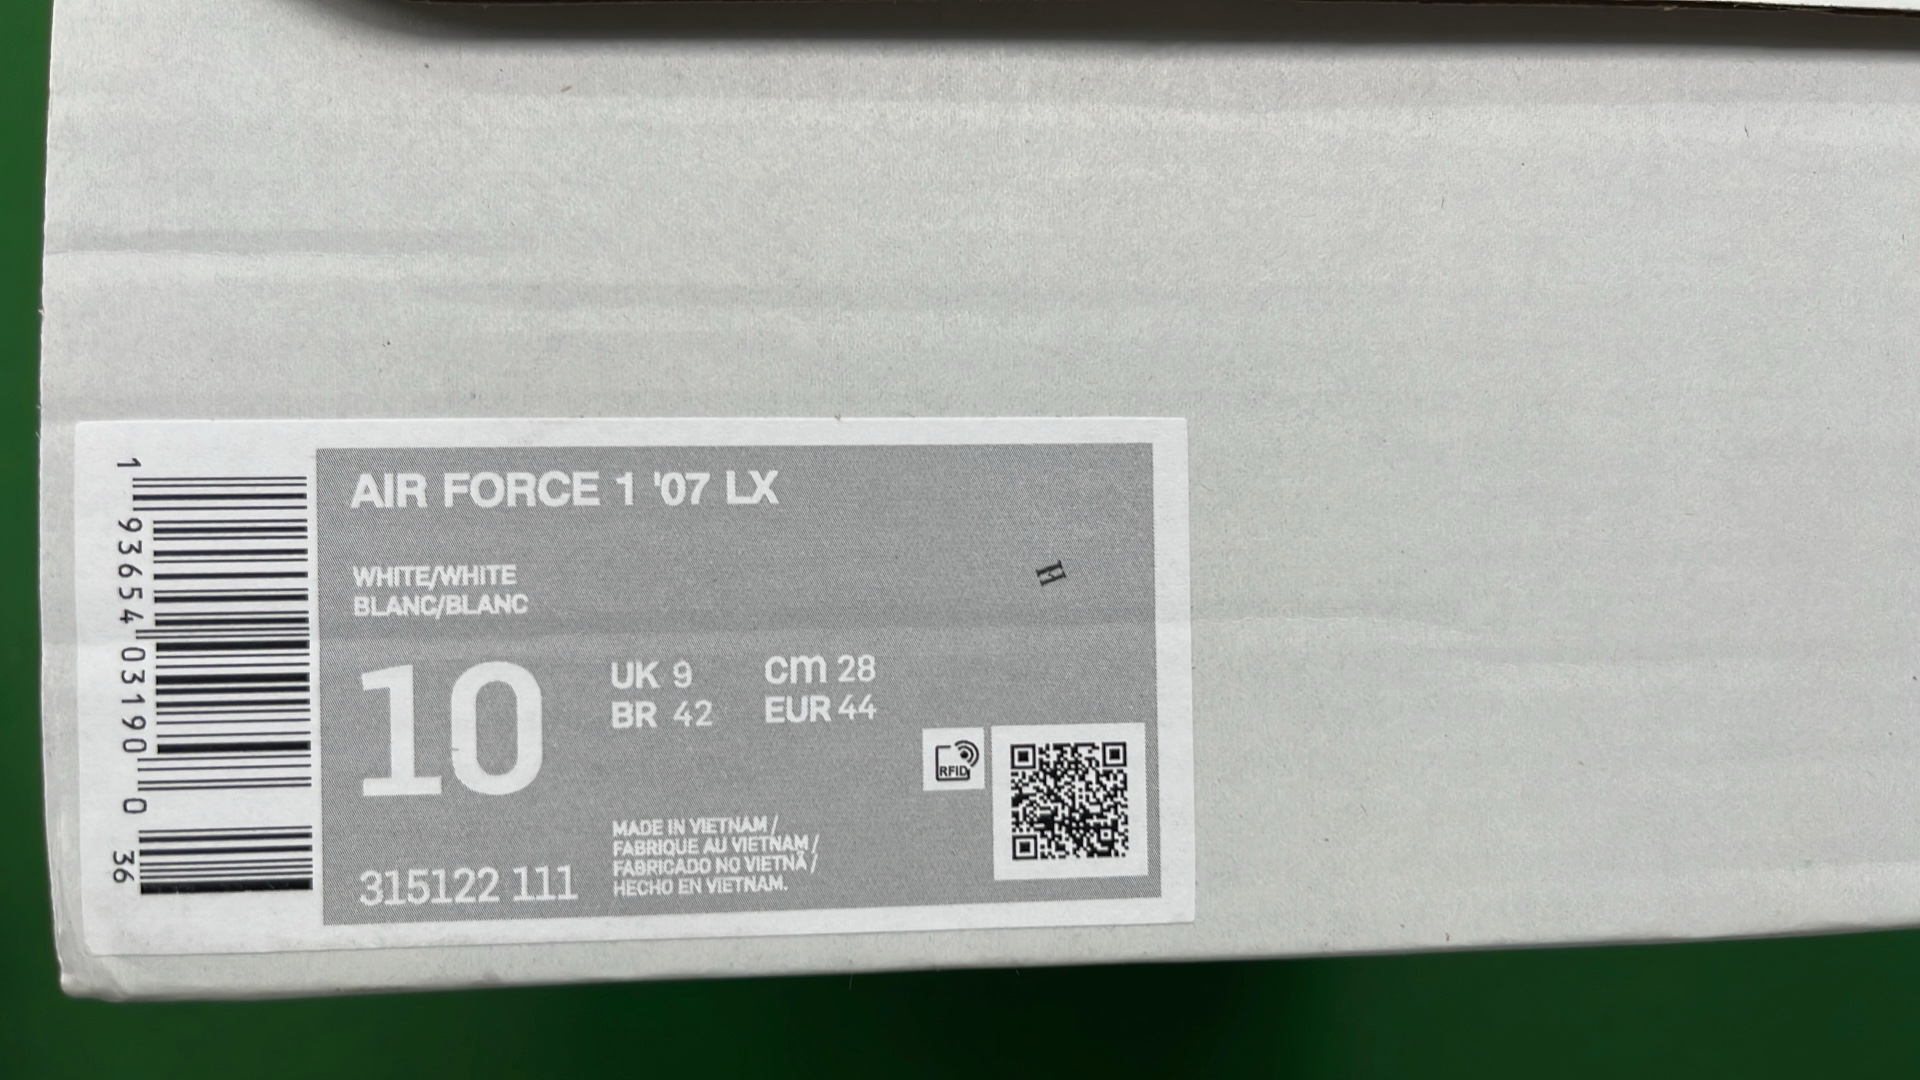 AIR FORCE 1 '07 LX
WHITE/WHITE
BLANC/BLANC
10
UK 9
cm 28
BR 42
EUR 44
RFID
MADE IN VIETNAM /
FABRIQUE AU VIETNAM /
FABRICADO NO VIETNÃ /
HECHO EN VIETNAM.
315122 111
1 93654 03190 0 36
H